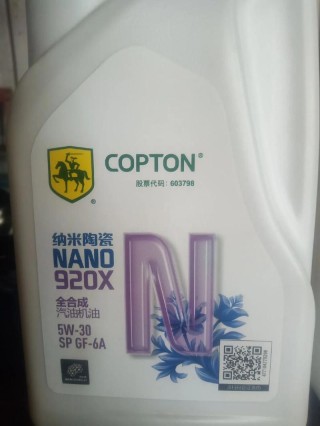 COPTON®
股票代码: 603798
®
纳米陶瓷
NANO
920X
全合成
汽油机油
5W-30
SP GF-6A
N